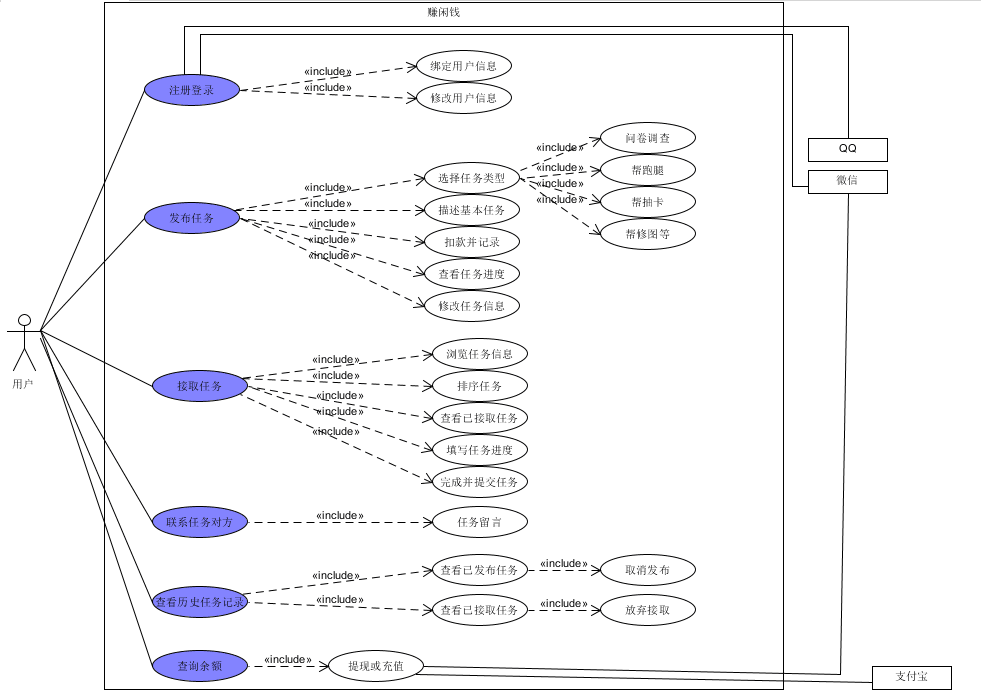 赚闲钱
«include»
绑定用户信息
注册登录
«include»
修改用户信息
«include»
问卷调查
QQ
«include»
帮跑腿
选择任务类型
微信
«include»
«include»
帮抽卡
«include»
«include»
描述基本任务
发布任务
«include»
帮修图等
«include»
扣款并记录
«include»
查看任务进度
修改任务信息
用户
«include»
浏览任务信息
接取任务
«include»
排序任务
«include»
查看已接取任务
«include»
«include»
填写任务进度
完成并提交任务
联系任务对方
«include»
任务留言
«include»
查看已发布任务
«include»
取消发布
查看历史任务记录
«include»
查看已接取任务
«include»
放弃接取
查询余额
«include»
提现或充值
支付宝